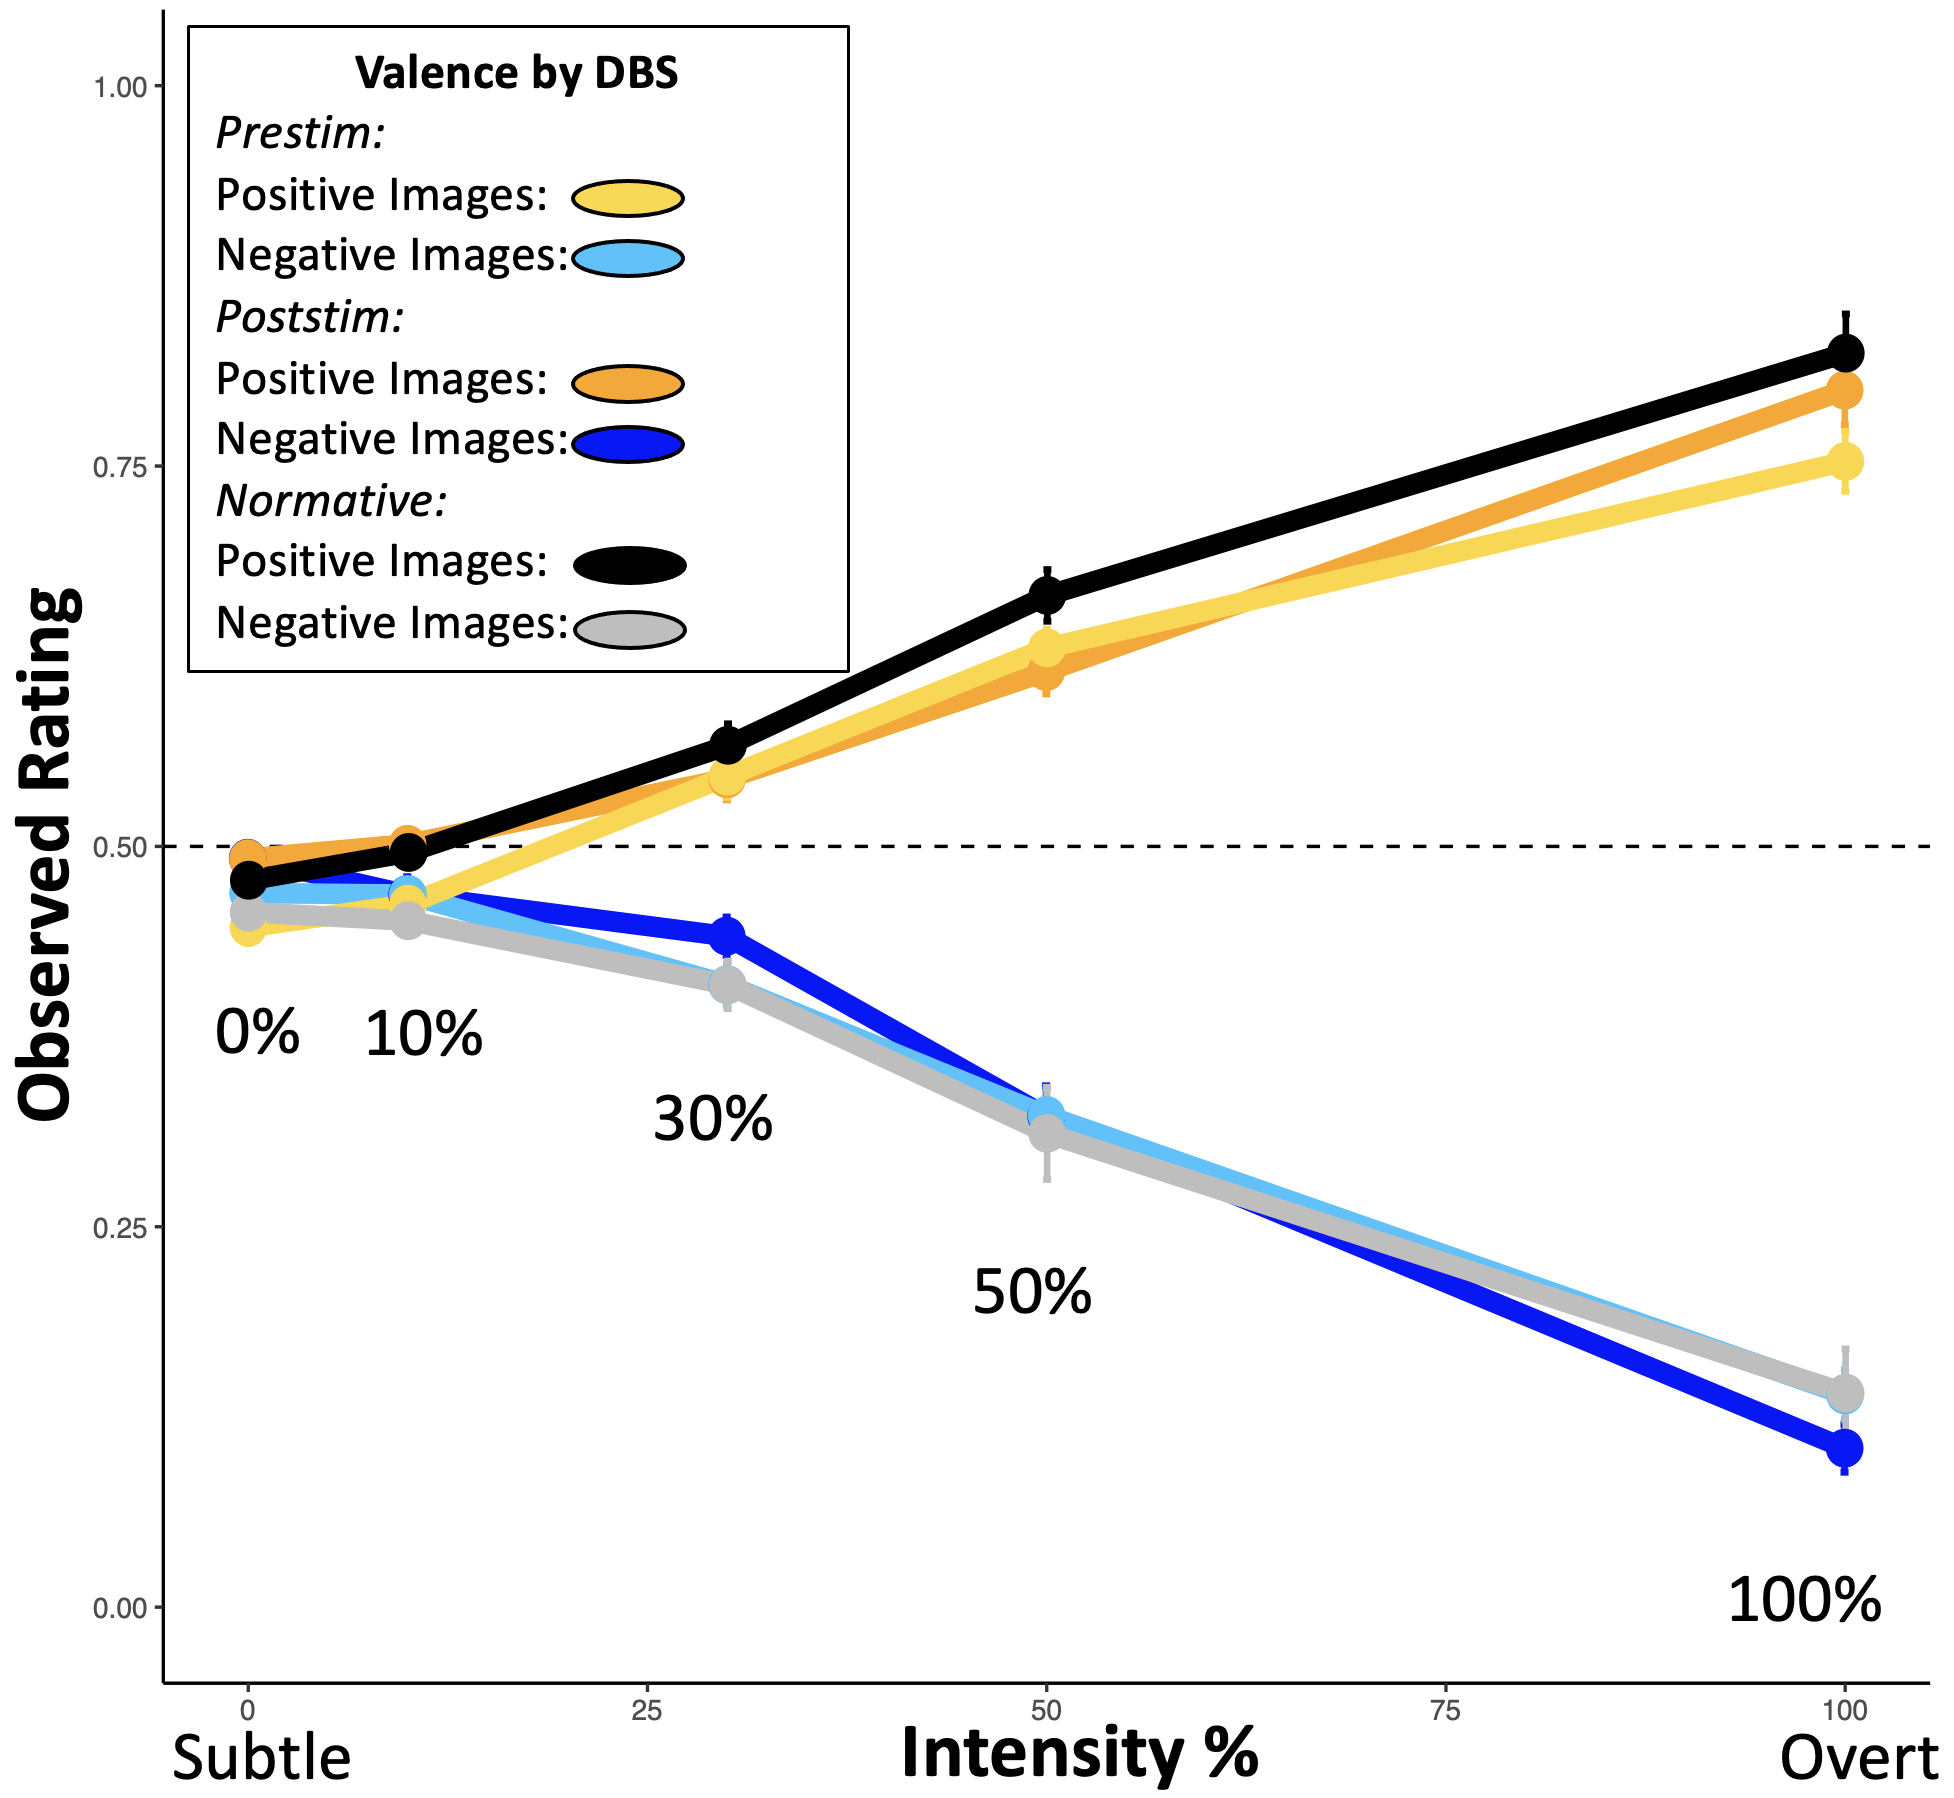 Valence by DBS
Prestim:
Positive Images:
Negative Images:
Poststim:
Positive Images:
Negative Images:
Normative:
Positive Images:
Negative Images:
Observed Rating
1.00
0.75
0.50
0.25
0.00
0%
10%
30%
50%
100%
0
25
50
75
100
Subtle
Intensity %
Overt